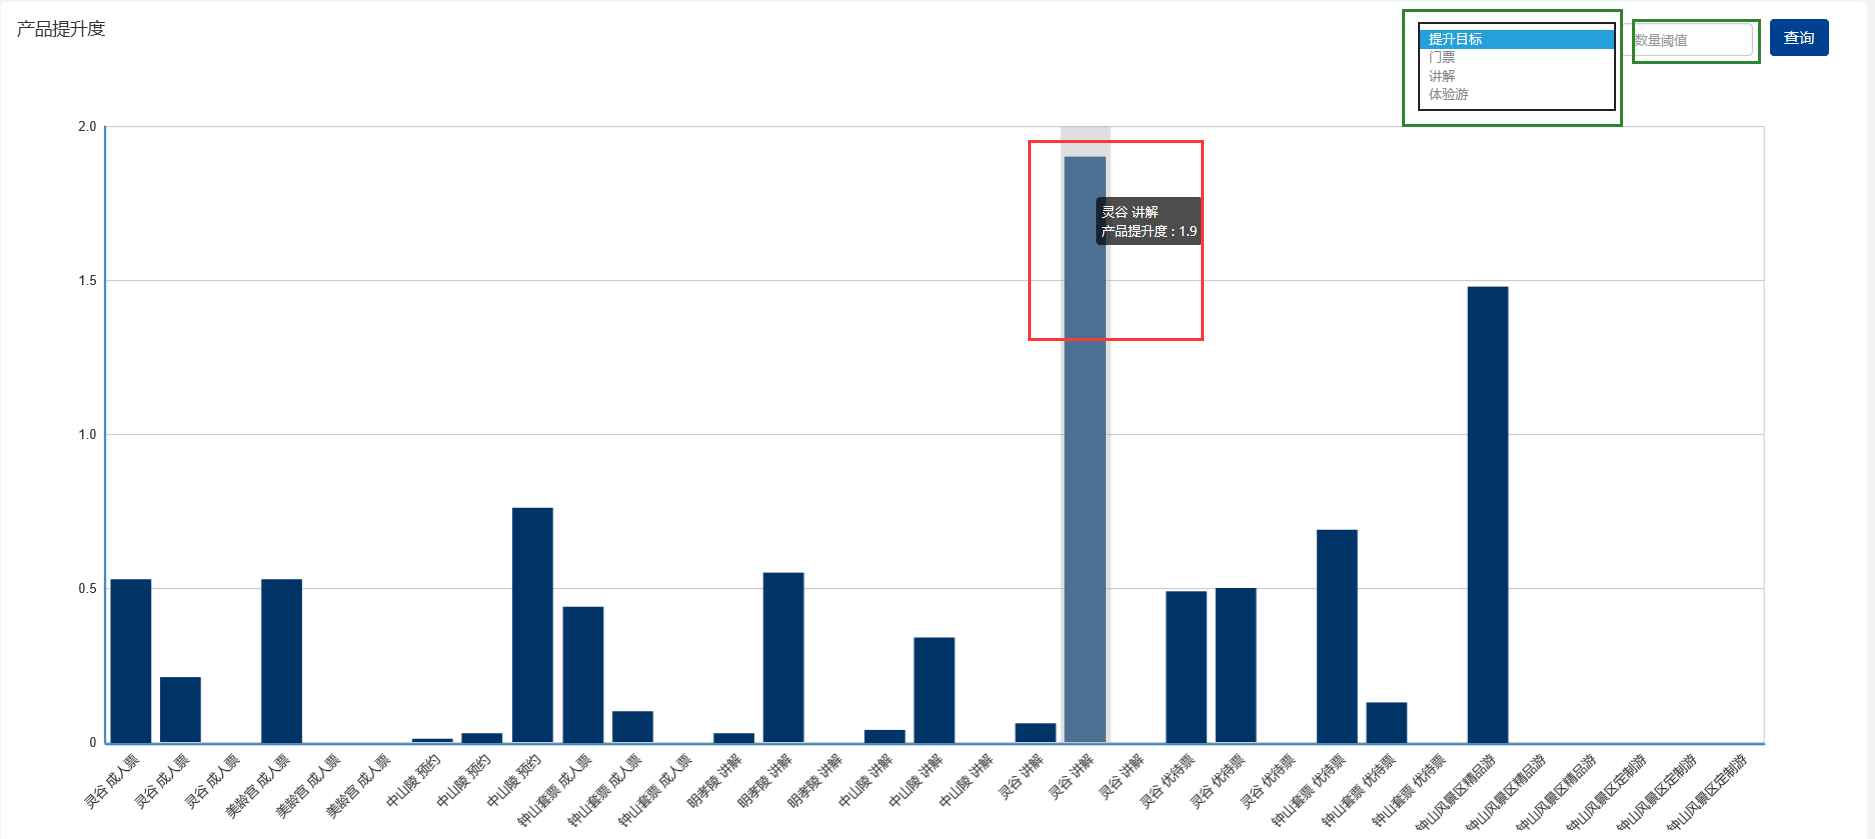 产品提升度
提升目标
门票
讲解
体验游
数量阈值
查询
2.0
1.5
1.0
0.5
0
灵谷 讲解
产品提升度 : 1.9
灵谷 成人票
灵谷 成人票
灵谷 成人票
美龄宫 成人票
美龄宫 成人票
美龄宫 成人票
中山陵 预约
中山陵 预约
中山陵 预约
钟山套票 成人票
钟山套票 成人票
钟山套票 成人票
明孝陵 讲解
明孝陵 讲解
明孝陵 讲解
中山陵 讲解
中山陵 讲解
中山陵 讲解
灵谷 讲解
灵谷 讲解
灵谷 讲解
灵谷 优待票
灵谷 优待票
灵谷 优待票
钟山套票 优待票
钟山套票 优待票
钟山套票 优待票
钟山风景区精品游
钟山风景区精品游
钟山风景区精品游
钟山风景区定制游
钟山风景区定制游
钟山风景区定制游